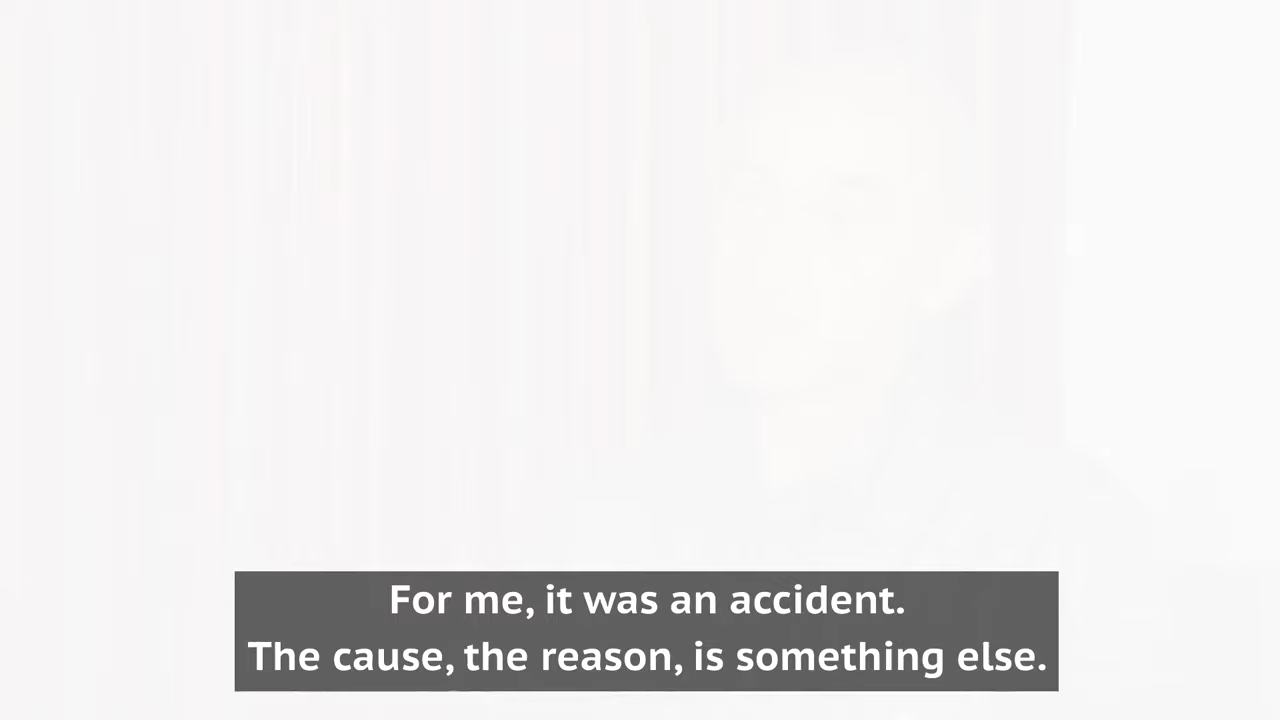 For me, it was an accident.
The cause, the reason, is something else.